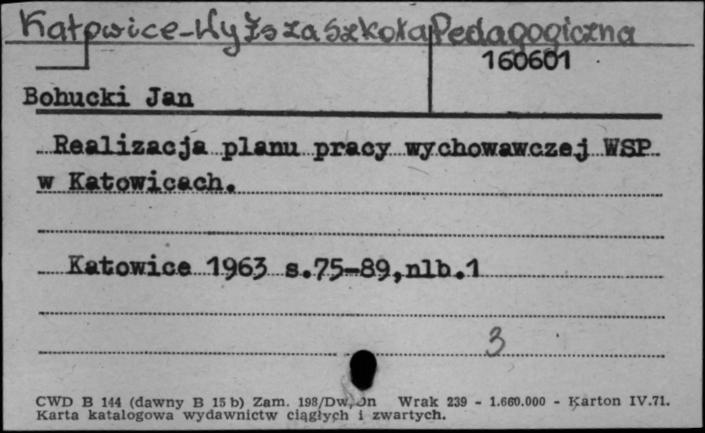 Katowice-Wyższa Szkoła Pedagogiczna
160601
Bohucki Jan
Realizacja planu pracy wychowawczej WSP
w Katowicach.
Katowice 1963 s.75-89,nlb.1
3
CWD B 144 (dawny B 15 b) Zam. 198/Dw/Dn Wrak 239 - 1.660.000 - Karton IV.71.
Karta katalogowa wydawnictw ciągłych i zwartych.